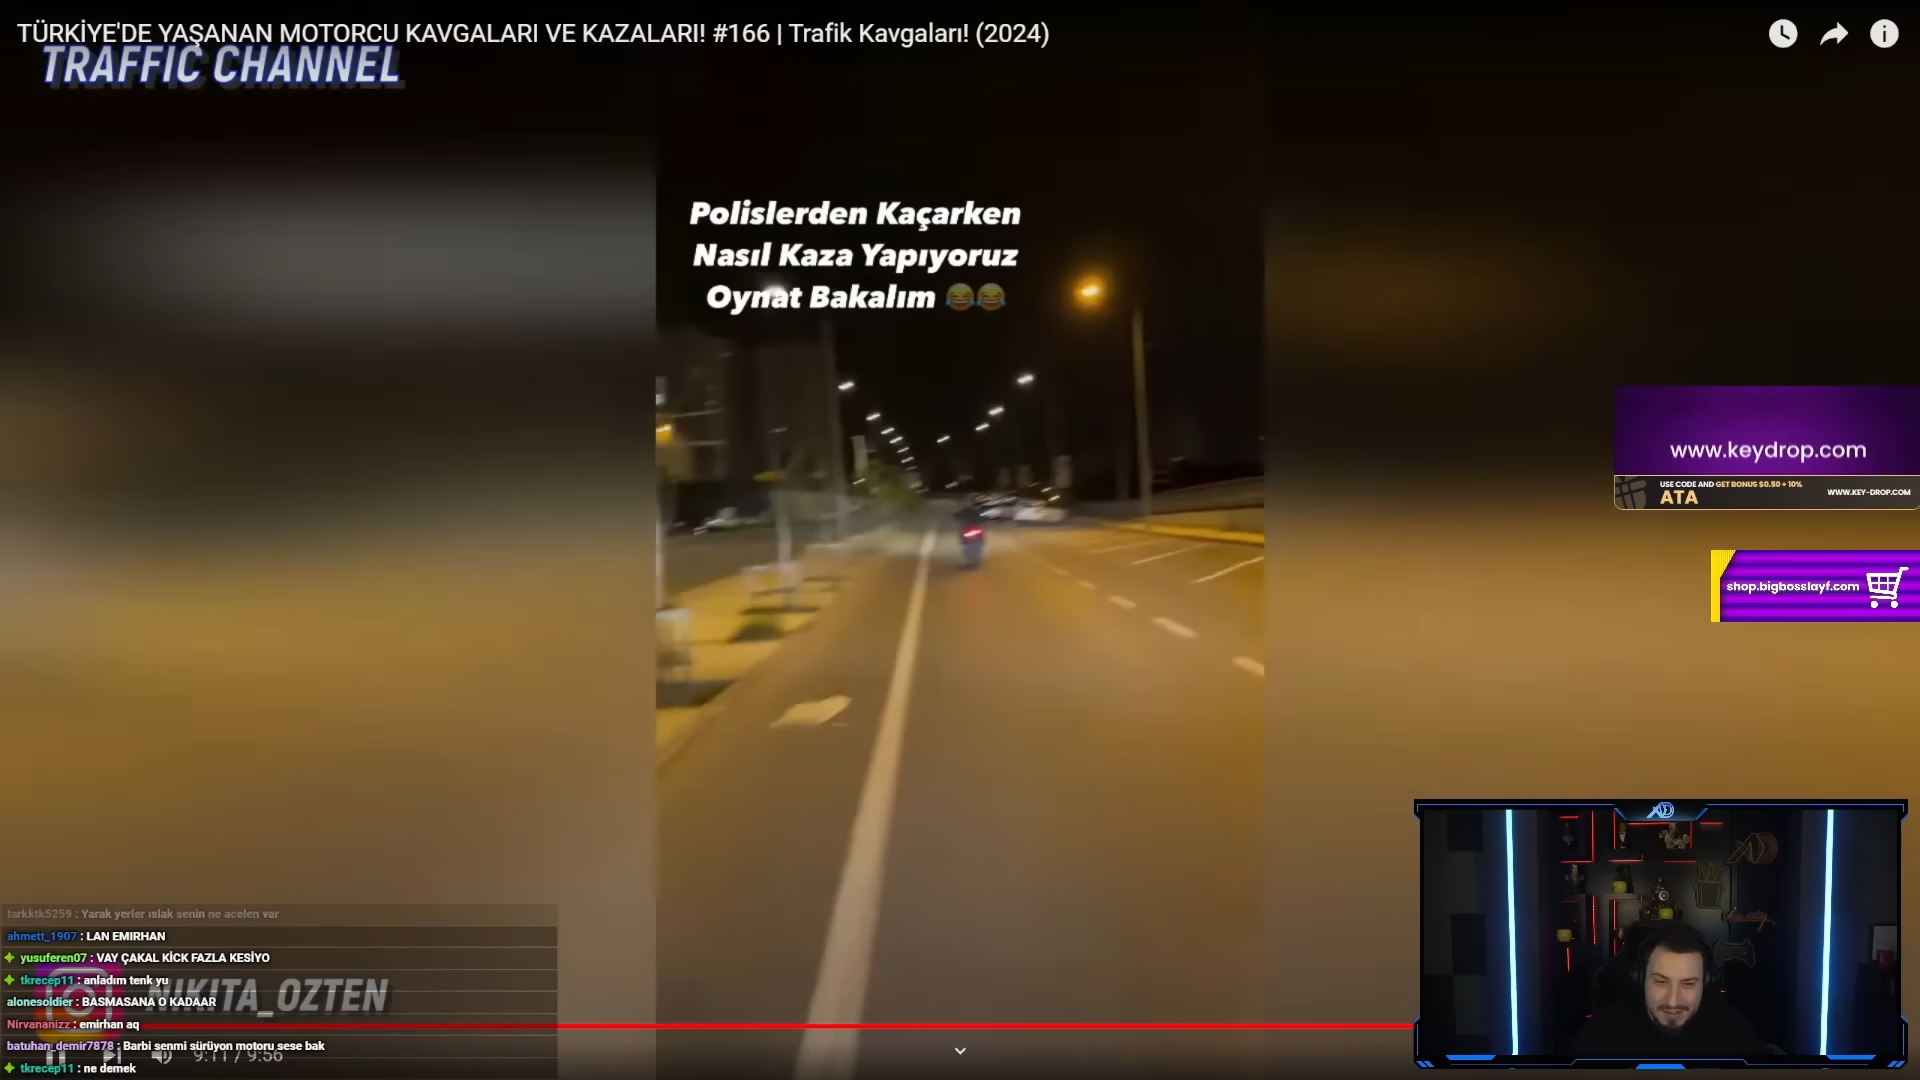 TÜRKİYE'DE YAŞANAN MOTORCU KAVGALARI VE KAZALARI! #166 | Trafik Kavgaları! (2024)
TRAFFIC CHANNEL
Polislerden Kaçarken
Nasıl Kaza Yapıyoruz
Oynat Bakalım 😂😂
www.keydrop.com
USE CODE AND GET BONUS $0.50 + 10%
ATA
WWW.KEY-DROP.COM
shop.bigbosslayf.com
tarkktk5259 : Yarak yerler ıslak senin ne acelen var
ahmett_1907 : LAN EMIRHAN
yusuferen07 : VAY ÇAKAL KİCK FAZLA KESİYO
tkrecep11 : anladım tenk yu
alonesoldier : BASMASANA O KADAAR
NIKITA_OZTEN
Nirvananizz : emirhan aq
batuhan_demir7878 : Barbi senmi sürüyon motoru sese bak
9:11 / 9:56
tkrecep11 : ne demek